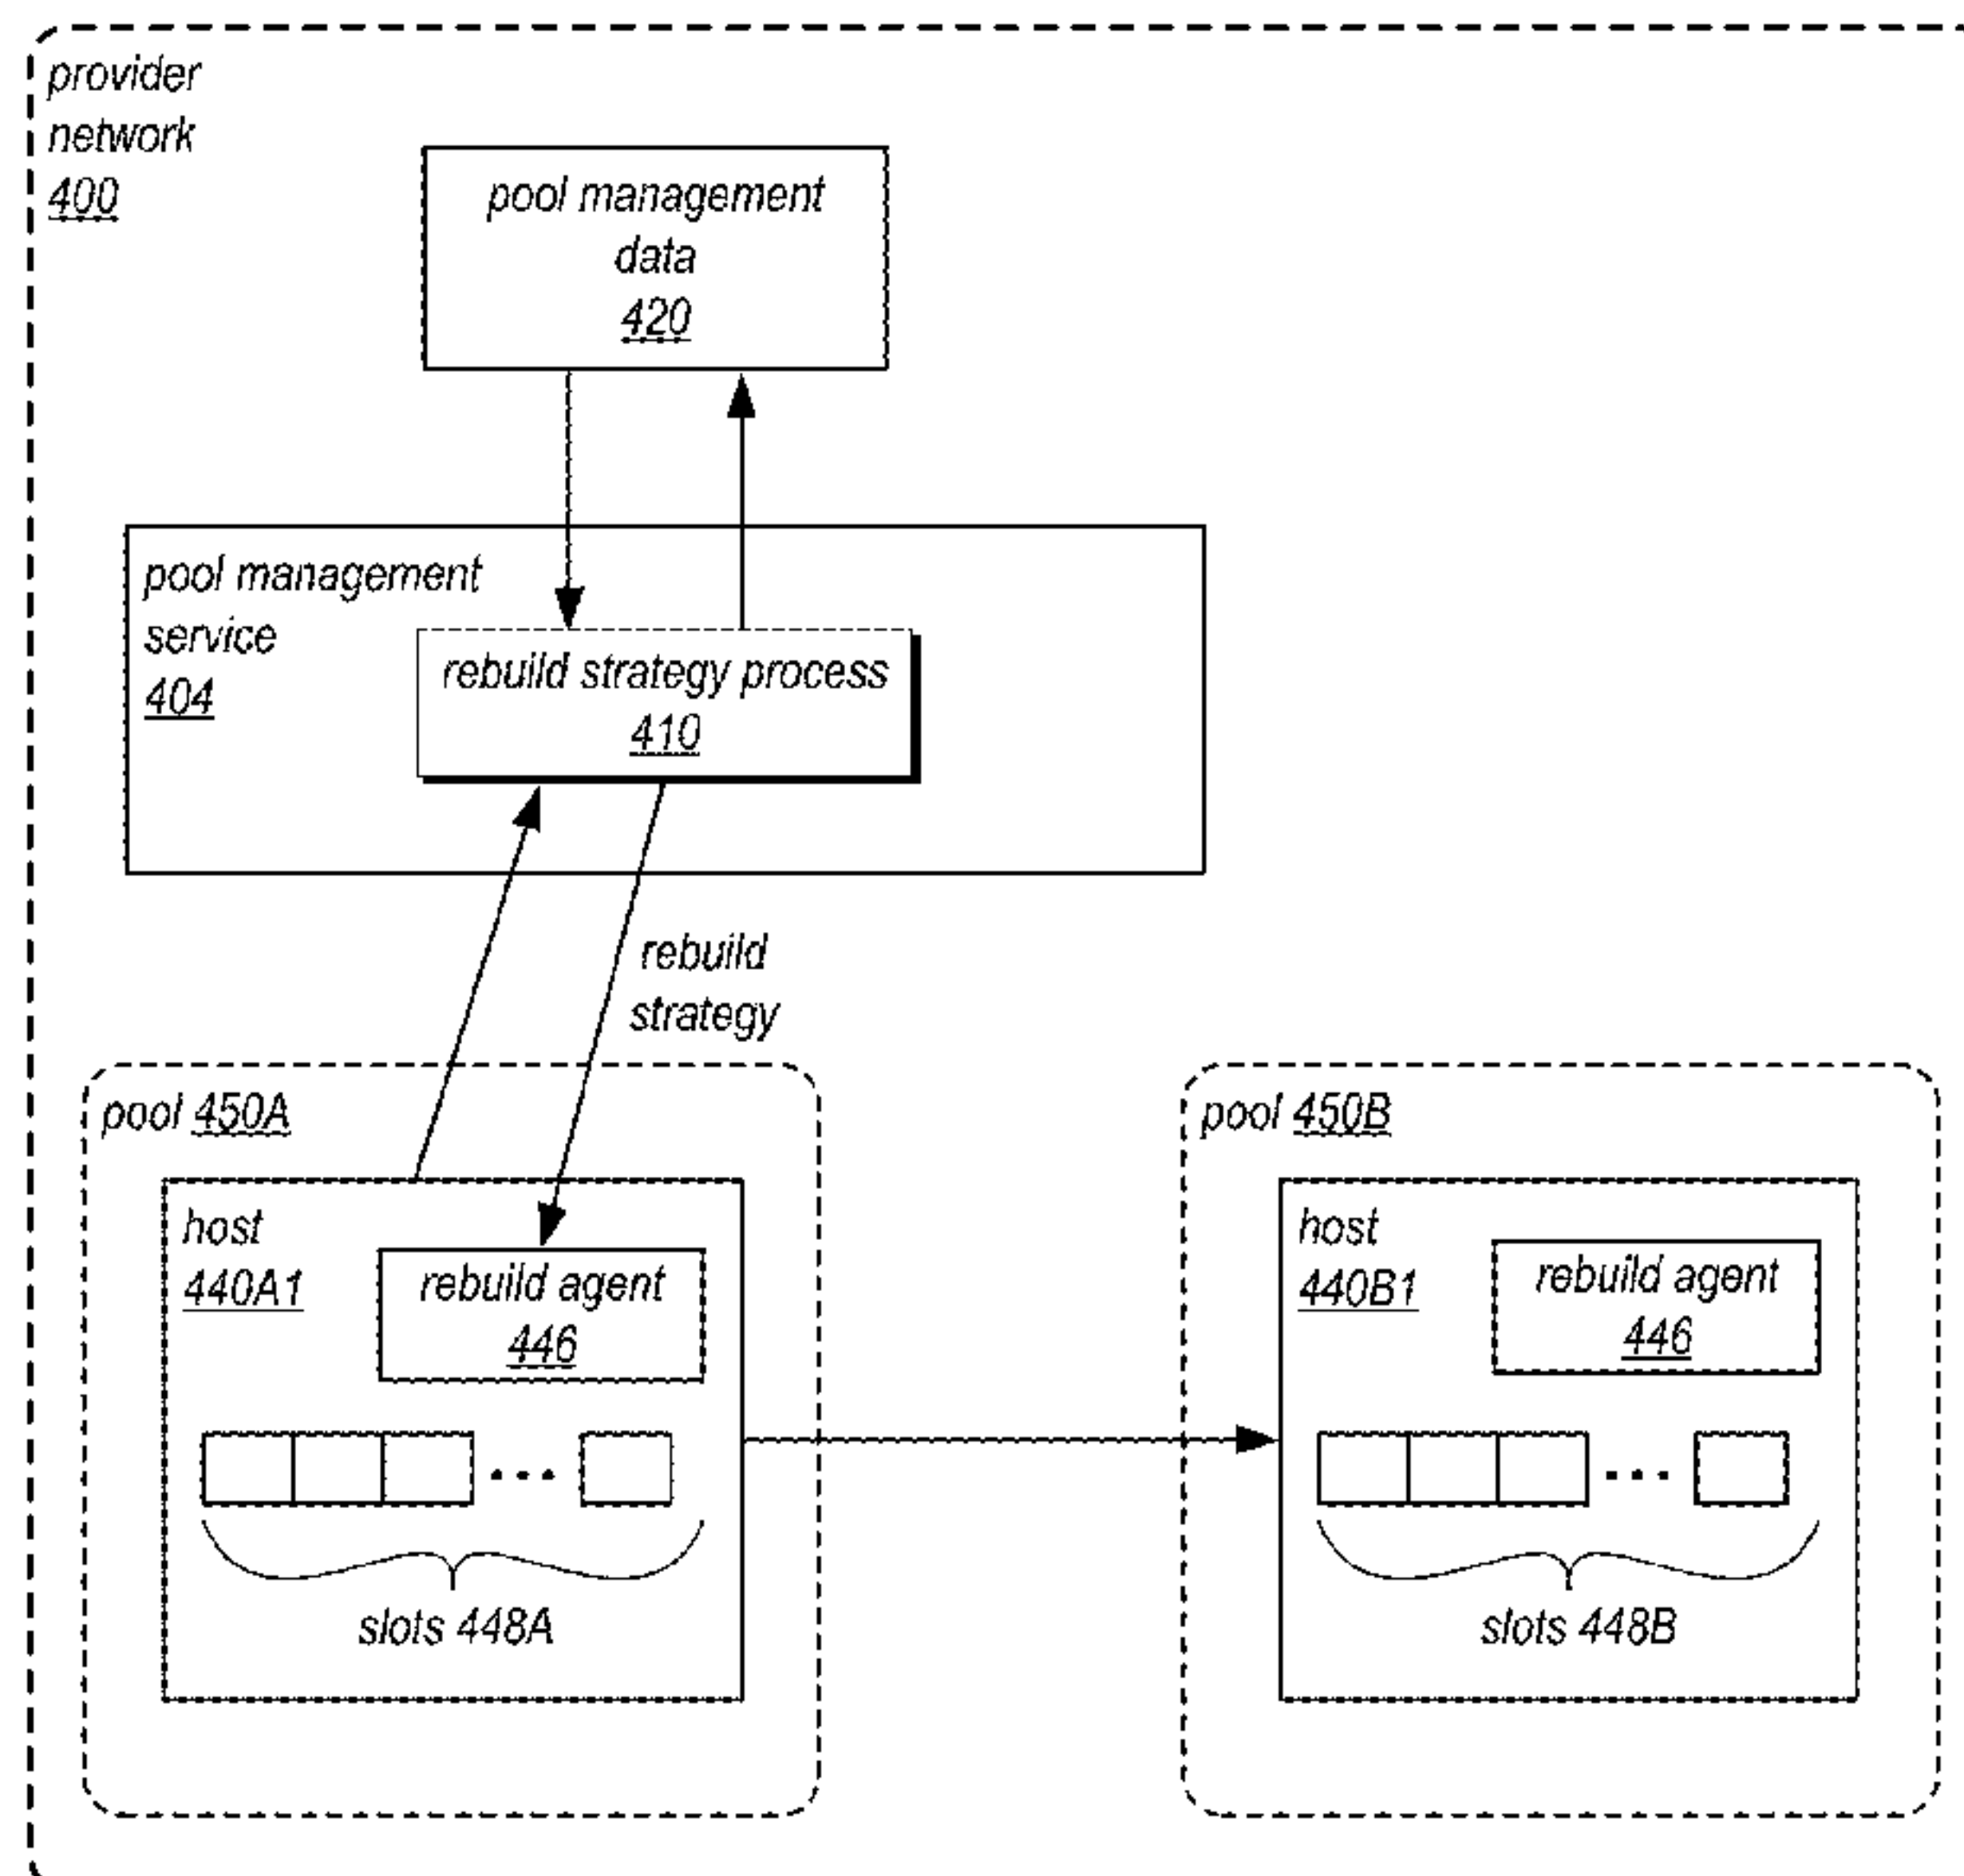 provider
network
400
pool management
data
420
pool management
service
404
rebuild strategy process
410
rebuild
strategy
pool 450A
host
440A1
rebuild agent
446
slots 448A
pool 450B
host
440B1
rebuild agent
446
slots 448B